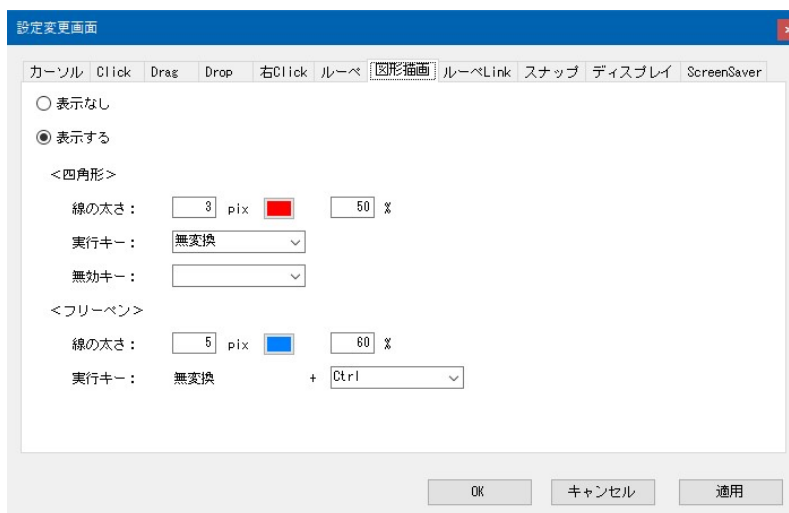 設定変更画面
カーソル Click Drag Drop 右Click ルーペ 図形描画 ルーペLink スナップ ディスプレイ ScreenSaver
表示なし
表示する
＜四角形＞
線の太さ： 3 pix 50 %
実行キー： 無変換
無効キー：
＜フリーペン＞
線の太さ： 5 pix 60 %
実行キー： 無変換 + Ctrl
OK キャンセル 適用